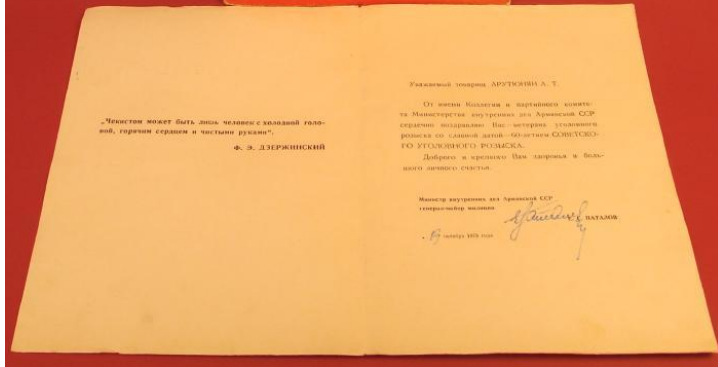 „Чекистом может быть лишь человек с холодной голо-
вой, горячим сердцем и чистыми руками“.
Ф. Э. ДЗЕРЖИНСКИЙ
Уважаемый товарищ АРУТЮНЯН А. Т.
От имени Коллегии и партийного комите-
та Министерства внутренних дел Армянской ССР
сердечно поздравляю Вас—ветерана уголовного
розыска со славной датой—60-летием СОВЕТСКО-
ГО УГОЛОВНОГО РОЗЫСКА.
Доброго и крепкого Вам здоровья и боль-
шого личного счастья.
Министр внутренних дел Армянской ССР
генерал-майор милиции
ПАТАЛОВ
октябрь 1978 года